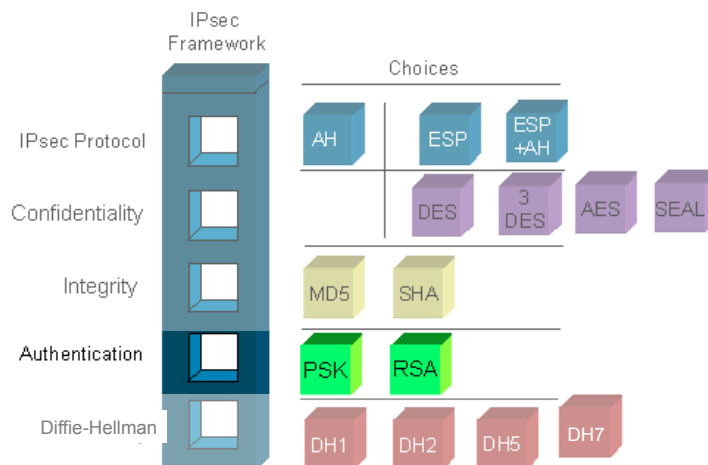 IPsec
Framework
Choices
IPsec Protocol
AH
ESP
ESP
+AH
Confidentiality
DES
3
DES
AES
SEAL
Integrity
MD5
SHA
Authentication
PSK
RSA
Diffie-Hellman
DH1
DH2
DH5
DH7